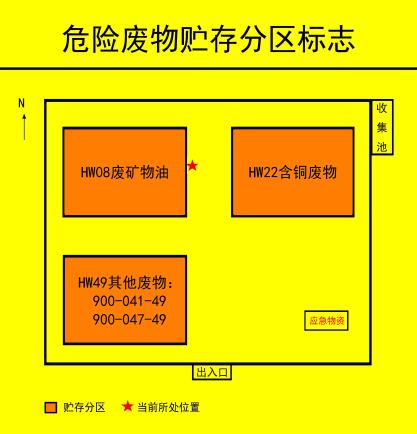 危险废物贮存分区标志
N
收
集
池
HW08废矿物油
HW22含铜废物
HW49其他废物：
900-041-49
900-047-49
应急物资
出入口
贮存分区
当前所处位置